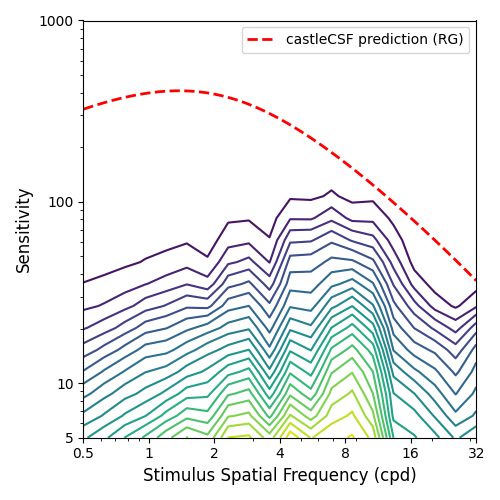 1000
castleCSF prediction (RG)
100
10
5
Sensitivity
0.5 1 2 4 8 16 32
Stimulus Spatial Frequency (cpd)